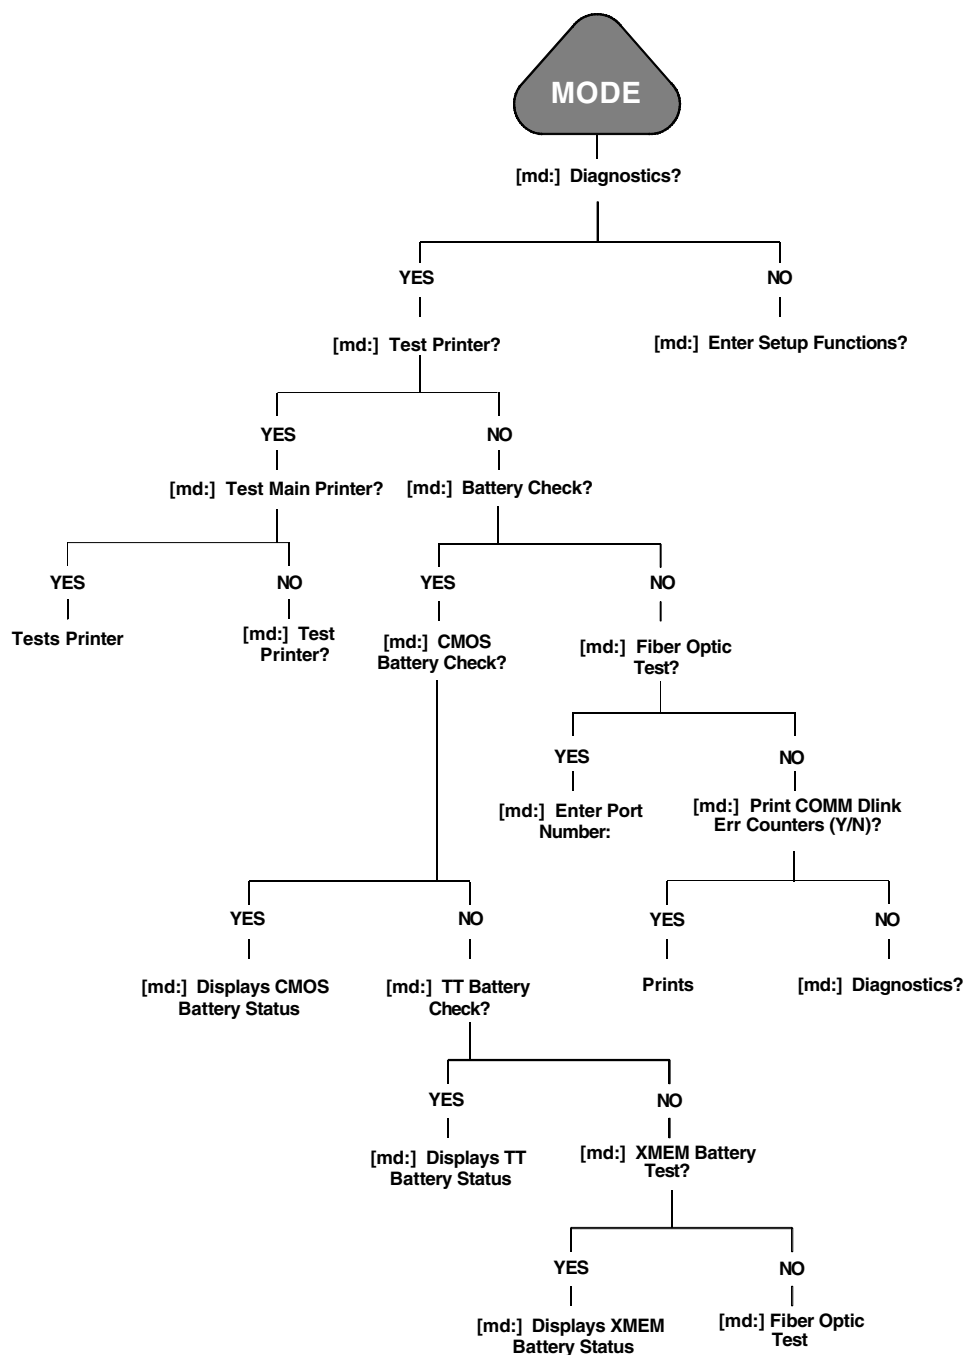 MODE
[md:] Diagnostics?
YES
NO
[md:] Test Printer?
[md:] Enter Setup Functions?
YES
NO
[md:] Test Main Printer?
[md:] Battery Check?
YES
NO
YES
NO
Tests Printer
[md:] Test
Printer?
[md:] CMOS
Battery Check?
[md:] Fiber Optic
Test?
YES
NO
[md:] Enter Port
Number:
[md:] Print COMM Dlink
Err Counters (Y/N)?
YES
NO
YES
NO
[md:] Displays CMOS
Battery Status
[md:] TT Battery
Check?
Prints
[md:] Diagnostics?
YES
NO
[md:] Displays TT
Battery Status
[md:] XMEM Battery
Test?
YES
NO
[md:] Displays XMEM
Battery Status
[md:] Fiber Optic
Test